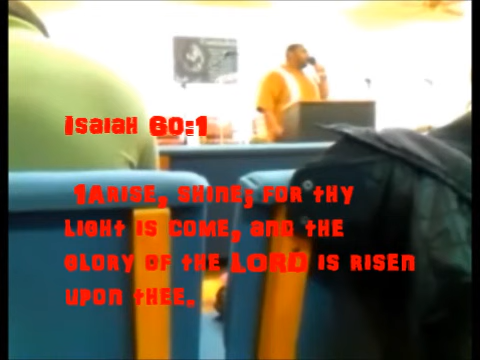 Isaiah 60:1
1Arise, shine; for thy
light is come, and the
glory of the LORD is risen
upon thee.